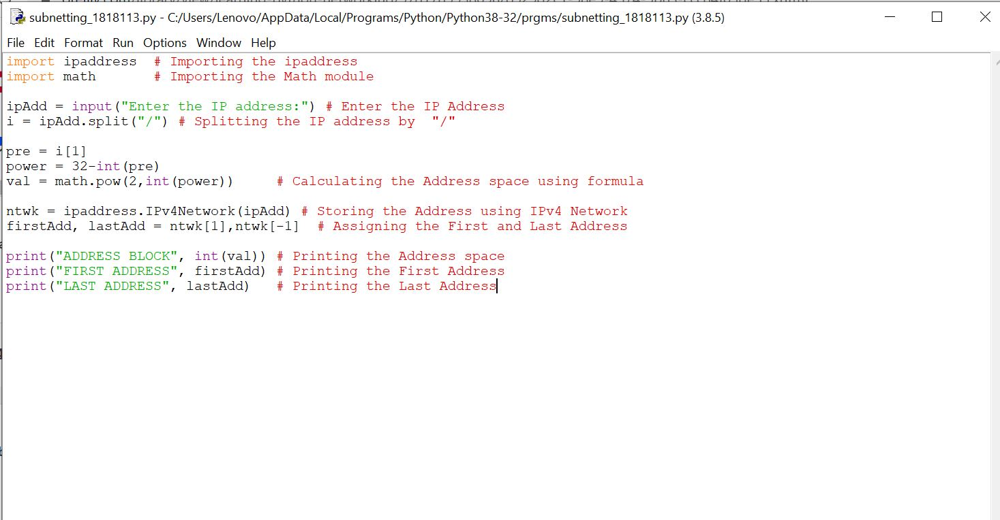 subnetting_1818113.py - C:/Users/Lenovo/AppData/Local/Programs/Python/Python38-32/prgms/subnetting_1818113.py (3.8.5)
File Edit Format Run Options Window Help
import ipaddress  # Importing the ipaddress
import math       # Importing the Math module
ipAdd = input("Enter the IP address:") # Enter the IP Address
i = ipAdd.split("/") # Splitting the IP address by  "/"
pre = i[1]
power = 32-int(pre)
val = math.pow(2,int(power))     # Calculating the Address space using formula
ntwk = ipaddress.IPv4Network(ipAdd) # Storing the Address using IPv4 Network
firstAdd, lastAdd = ntwk[1],ntwk[-1]  # Assigning the First and Last Address
print("ADDRESS BLOCK", int(val)) # Printing the Address space
print("FIRST ADDRESS", firstAdd) # Printing the First Address
print("LAST ADDRESS", lastAdd)   # Printing the Last Address